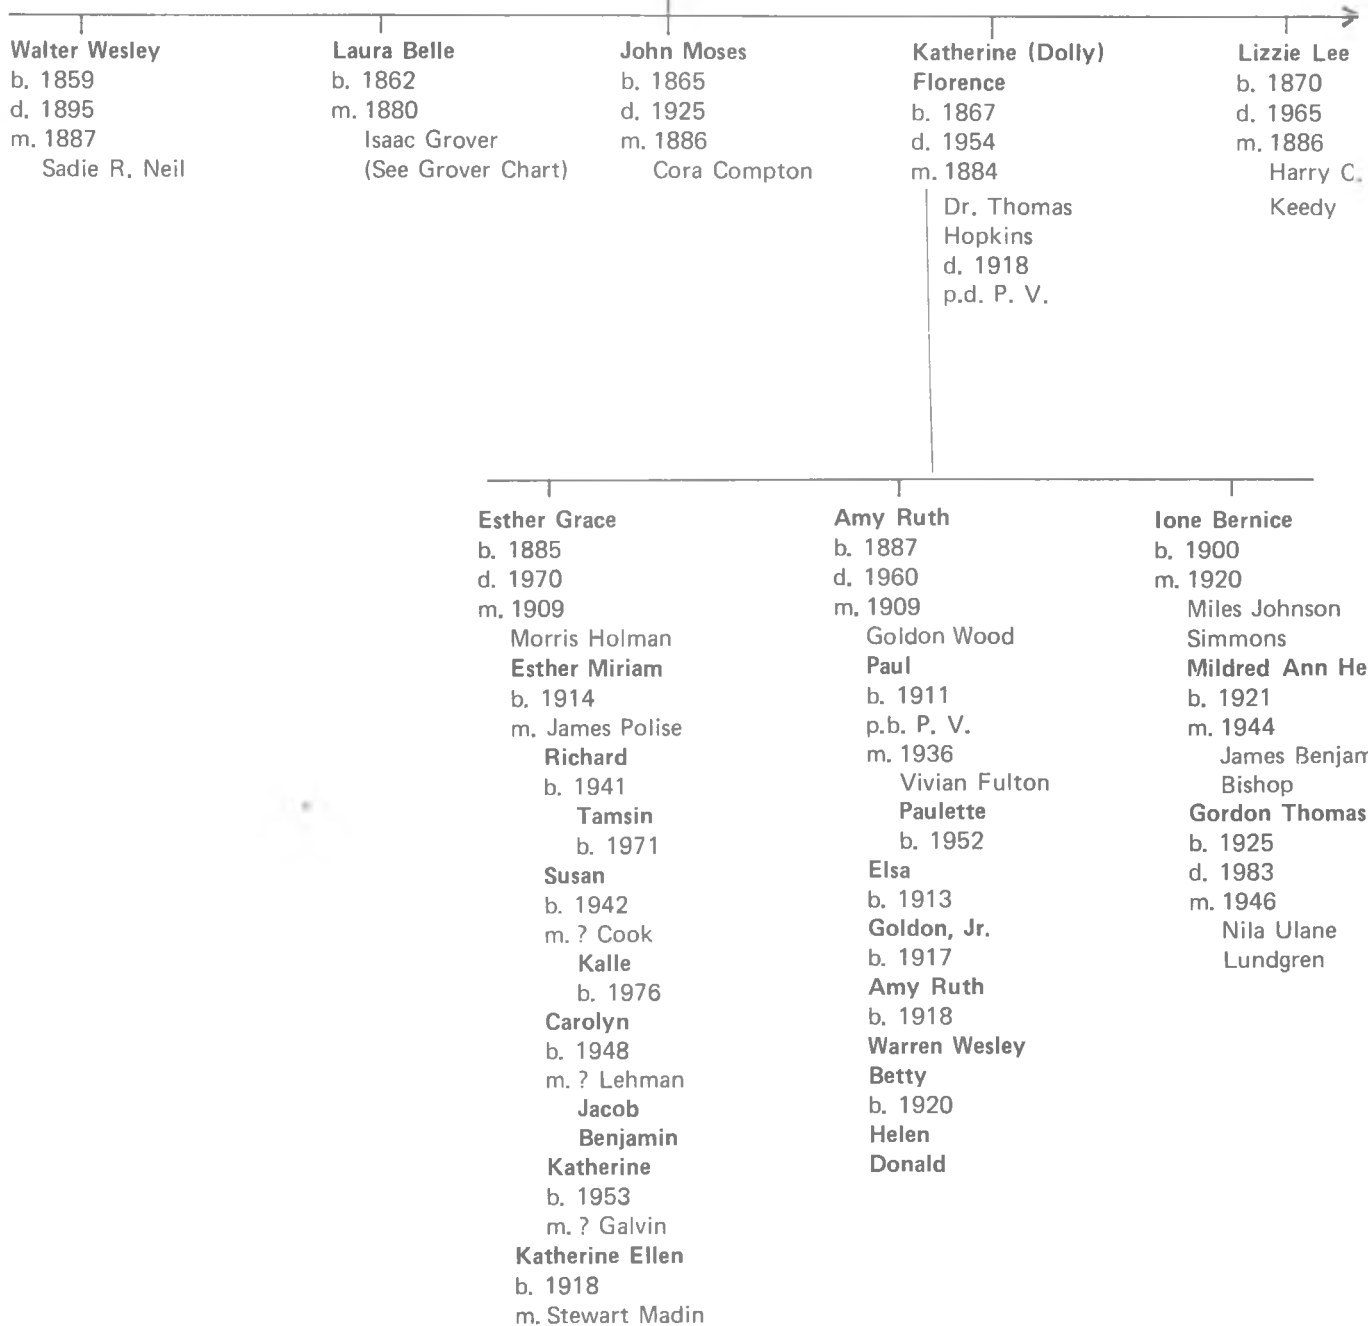 Walter Wesley
b. 1859
d. 1895
m. 1887
Sadie R. Neil
Laura Belle
b. 1862
m. 1880
Isaac Grover
(See Grover Chart)
John Moses
b. 1865
d. 1925
m. 1886
Cora Compton
Katherine (Dolly)
Florence
b. 1867
d. 1954
m. 1884
Dr. Thomas
Hopkins
d. 1918
p.d. P. V.
Lizzie Lee
b. 1870
d. 1965
m. 1886
Harry C.
Keedy
Esther Grace
b. 1885
d. 1970
m. 1909
Morris Holman
Esther Miriam
b. 1914
m. James Polise
Richard
b. 1941
Tamsin
b. 1971
Susan
b. 1942
m. ? Cook
Kalle
b. 1976
Carolyn
b. 1948
m. ? Lehman
Jacob
Benjamin
Katherine
b. 1953
m. ? Galvin
Katherine Ellen
b. 1918
m. Stewart Madin
Amy Ruth
b. 1887
d. 1960
m. 1909
Goldon Wood
Paul
b. 1911
p.b. P. V.
m. 1936
Vivian Fulton
Paulette
b. 1952
Elsa
b. 1913
Goldon, Jr.
b. 1917
Amy Ruth
b. 1918
Warren Wesley
Betty
b. 1920
Helen
Donald
Ione Bernice
b. 1900
m. 1920
Miles Johnson
Simmons
Mildred Ann He
b. 1921
m. 1944
James Benjam
Bishop
Gordon Thomas
b. 1925
d. 1983
m. 1946
Nila Ulane
Lundgren